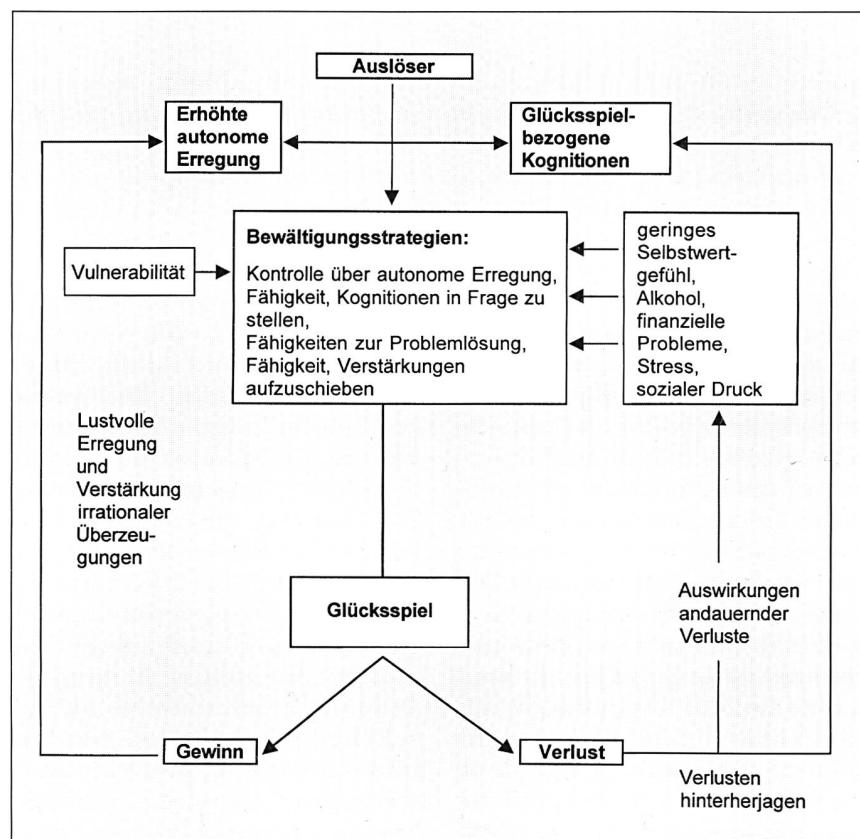 Auslöser
Erhöhte
autonome
Erregung
Glücksspiel-
bezogene
Kognitionen
Vulnerabilität
Bewältigungsstrategien:
Kontrolle über autonome Erregung,
Fähigkeit, Kognitionen in Frage zu
stellen,
Fähigkeiten zur Problemlösung,
Fähigkeit, Verstärkungen
aufzuschieben
geringes
Selbstwert-
gefühl,
Alkohol,
finanzielle
Probleme,
Stress,
sozialer Druck
Lustvolle
Erregung
und
Verstärkung
irrationaler
Überzeu-
gungen
Glücksspiel
Auswirkungen
andauernder
Verluste
Gewinn
Verlust
Verlusten
hinterherjagen